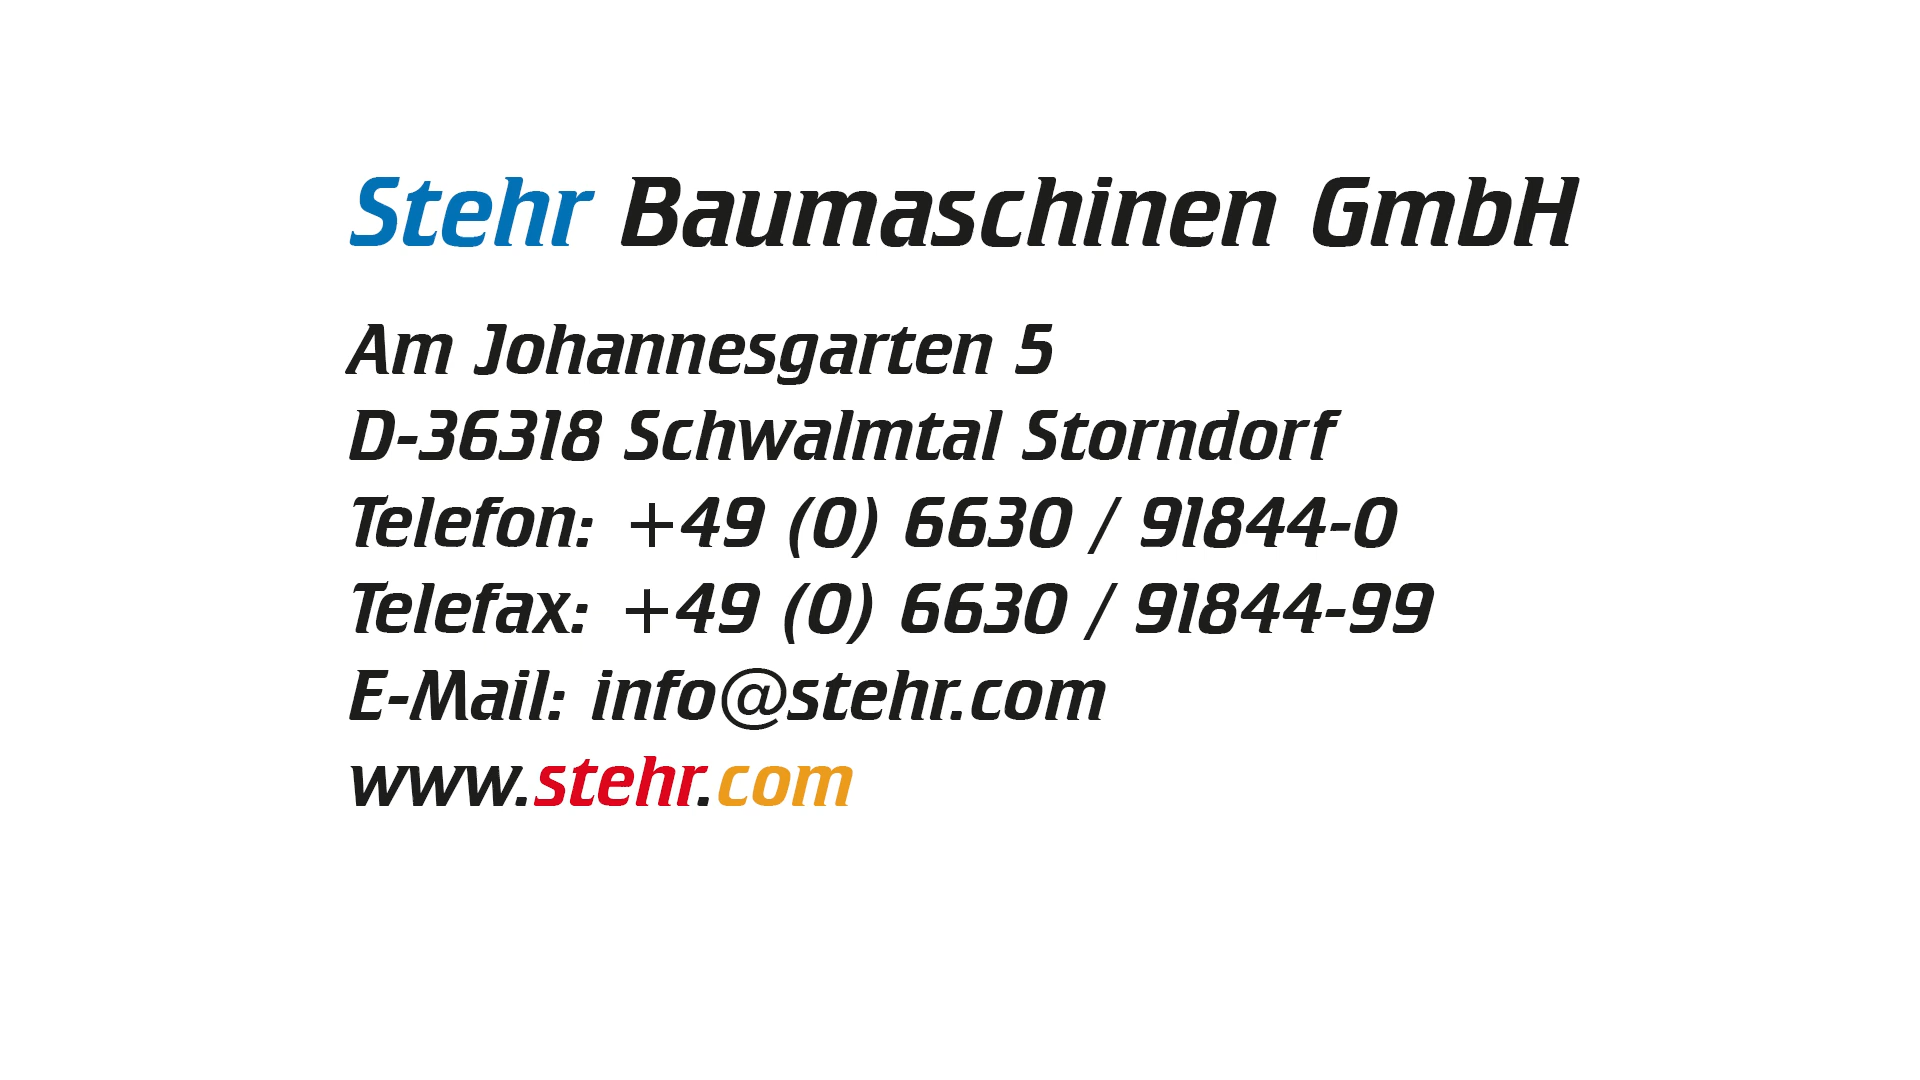 Stehr Baumaschinen GmbH
Am Johannesgarten 5
D-36318 Schwalmtal Storndorf
Telefon: +49 (0) 6630 / 91844-0
Telefax: +49 (0) 6630 / 91844-99
E-Mail: info@stehr.com
www.stehr.com